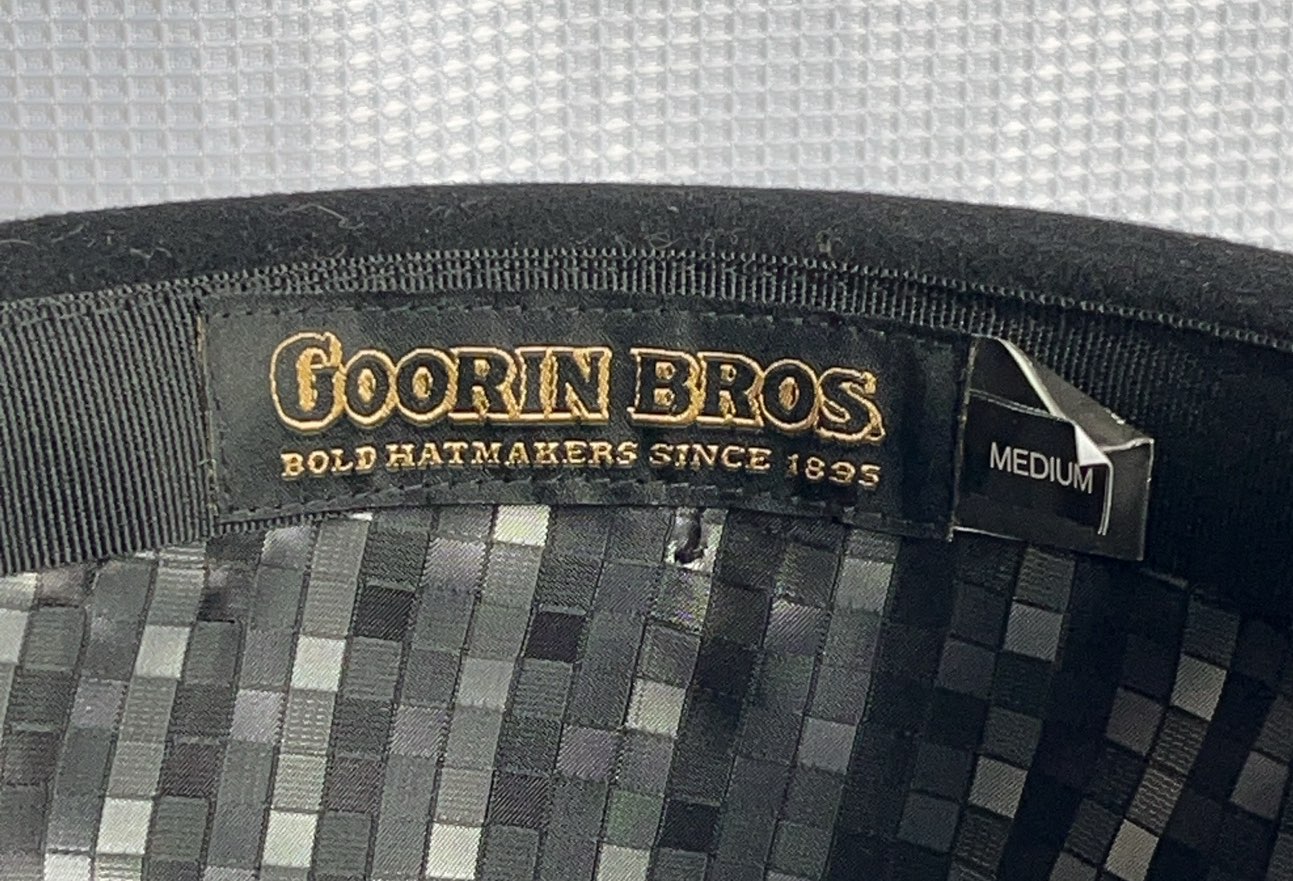 GOORIN BROS
BOLD HATMAKERS SINCE 1895
MEDIUM